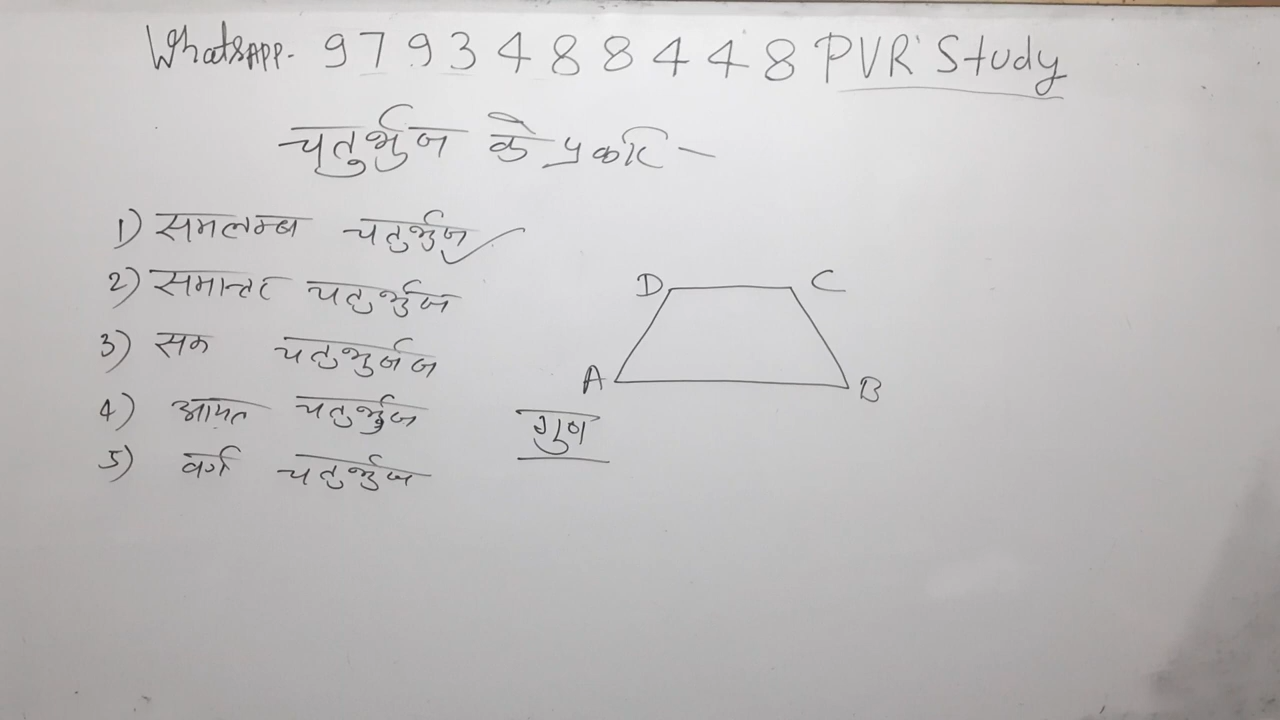 WhatsAPP. 9793488448 PVR Study
चतुर्भुज के प्रकार -
1) समलम्ब चतुर्भुज ✓
2) समान्तर चतुर्भुज
3) सम चतुभुर्जज
4) आयत चतुर्भुज
5) वर्ग चतुर्भुज
D C
A B
गुण